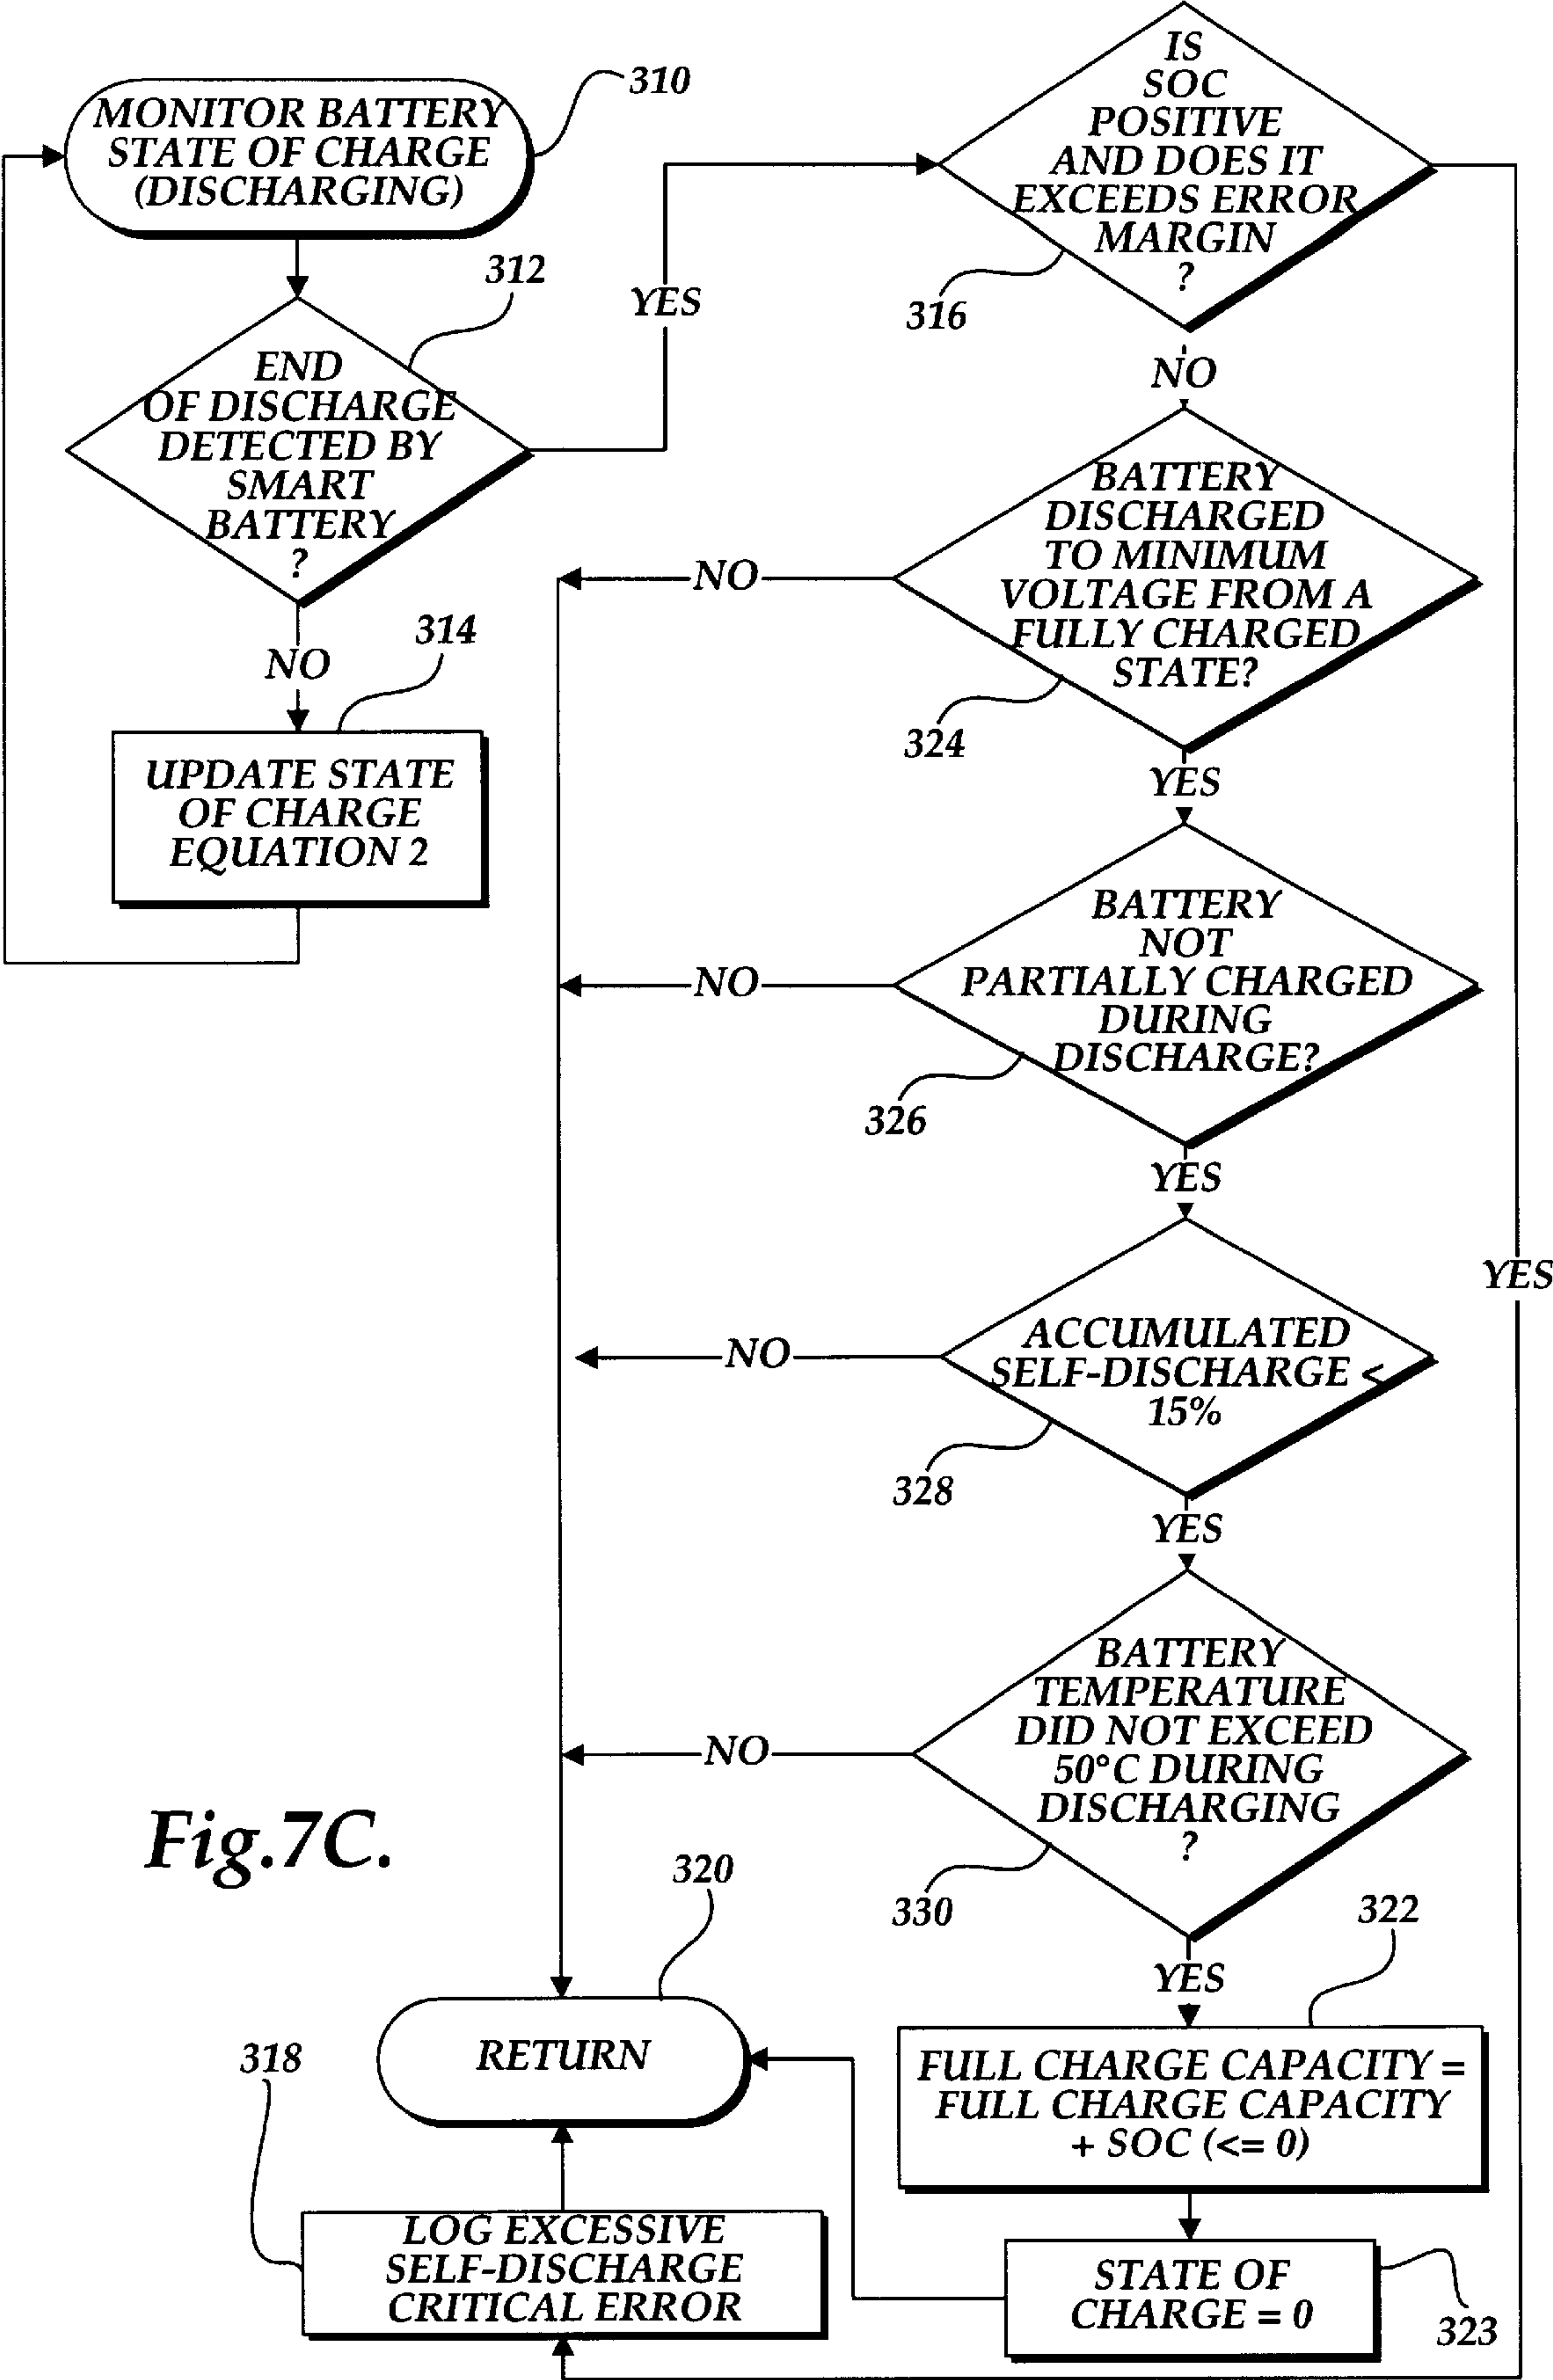 MONITOR BATTERY
STATE OF CHARGE
(DISCHARGING)
310
312
END
OF DISCHARGE
DETECTED BY
SMART
BATTERY
?
YES
NO
314
UPDATE STATE
OF CHARGE
EQUATION 2
IS
SOC
POSITIVE
AND DOES IT
EXCEEDS ERROR
MARGIN
?
316
NO
YES
BATTERY
DISCHARGED
TO MINIMUM
VOLTAGE FROM A
FULLY CHARGED
STATE?
324
NO
YES
BATTERY
NOT
PARTIALLY CHARGED
DURING
DISCHARGE?
326
NO
YES
ACCUMULATED
SELF-DISCHARGE <
15%
328
NO
YES
BATTERY
TEMPERATURE
DID NOT EXCEED
50°C DURING
DISCHARGING
?
330
NO
YES
322
FULL CHARGE CAPACITY =
FULL CHARGE CAPACITY
+ SOC (<= 0)
STATE OF
CHARGE = 0
323
320
RETURN
318
LOG EXCESSIVE
SELF-DISCHARGE
CRITICAL ERROR
Fig.7C.